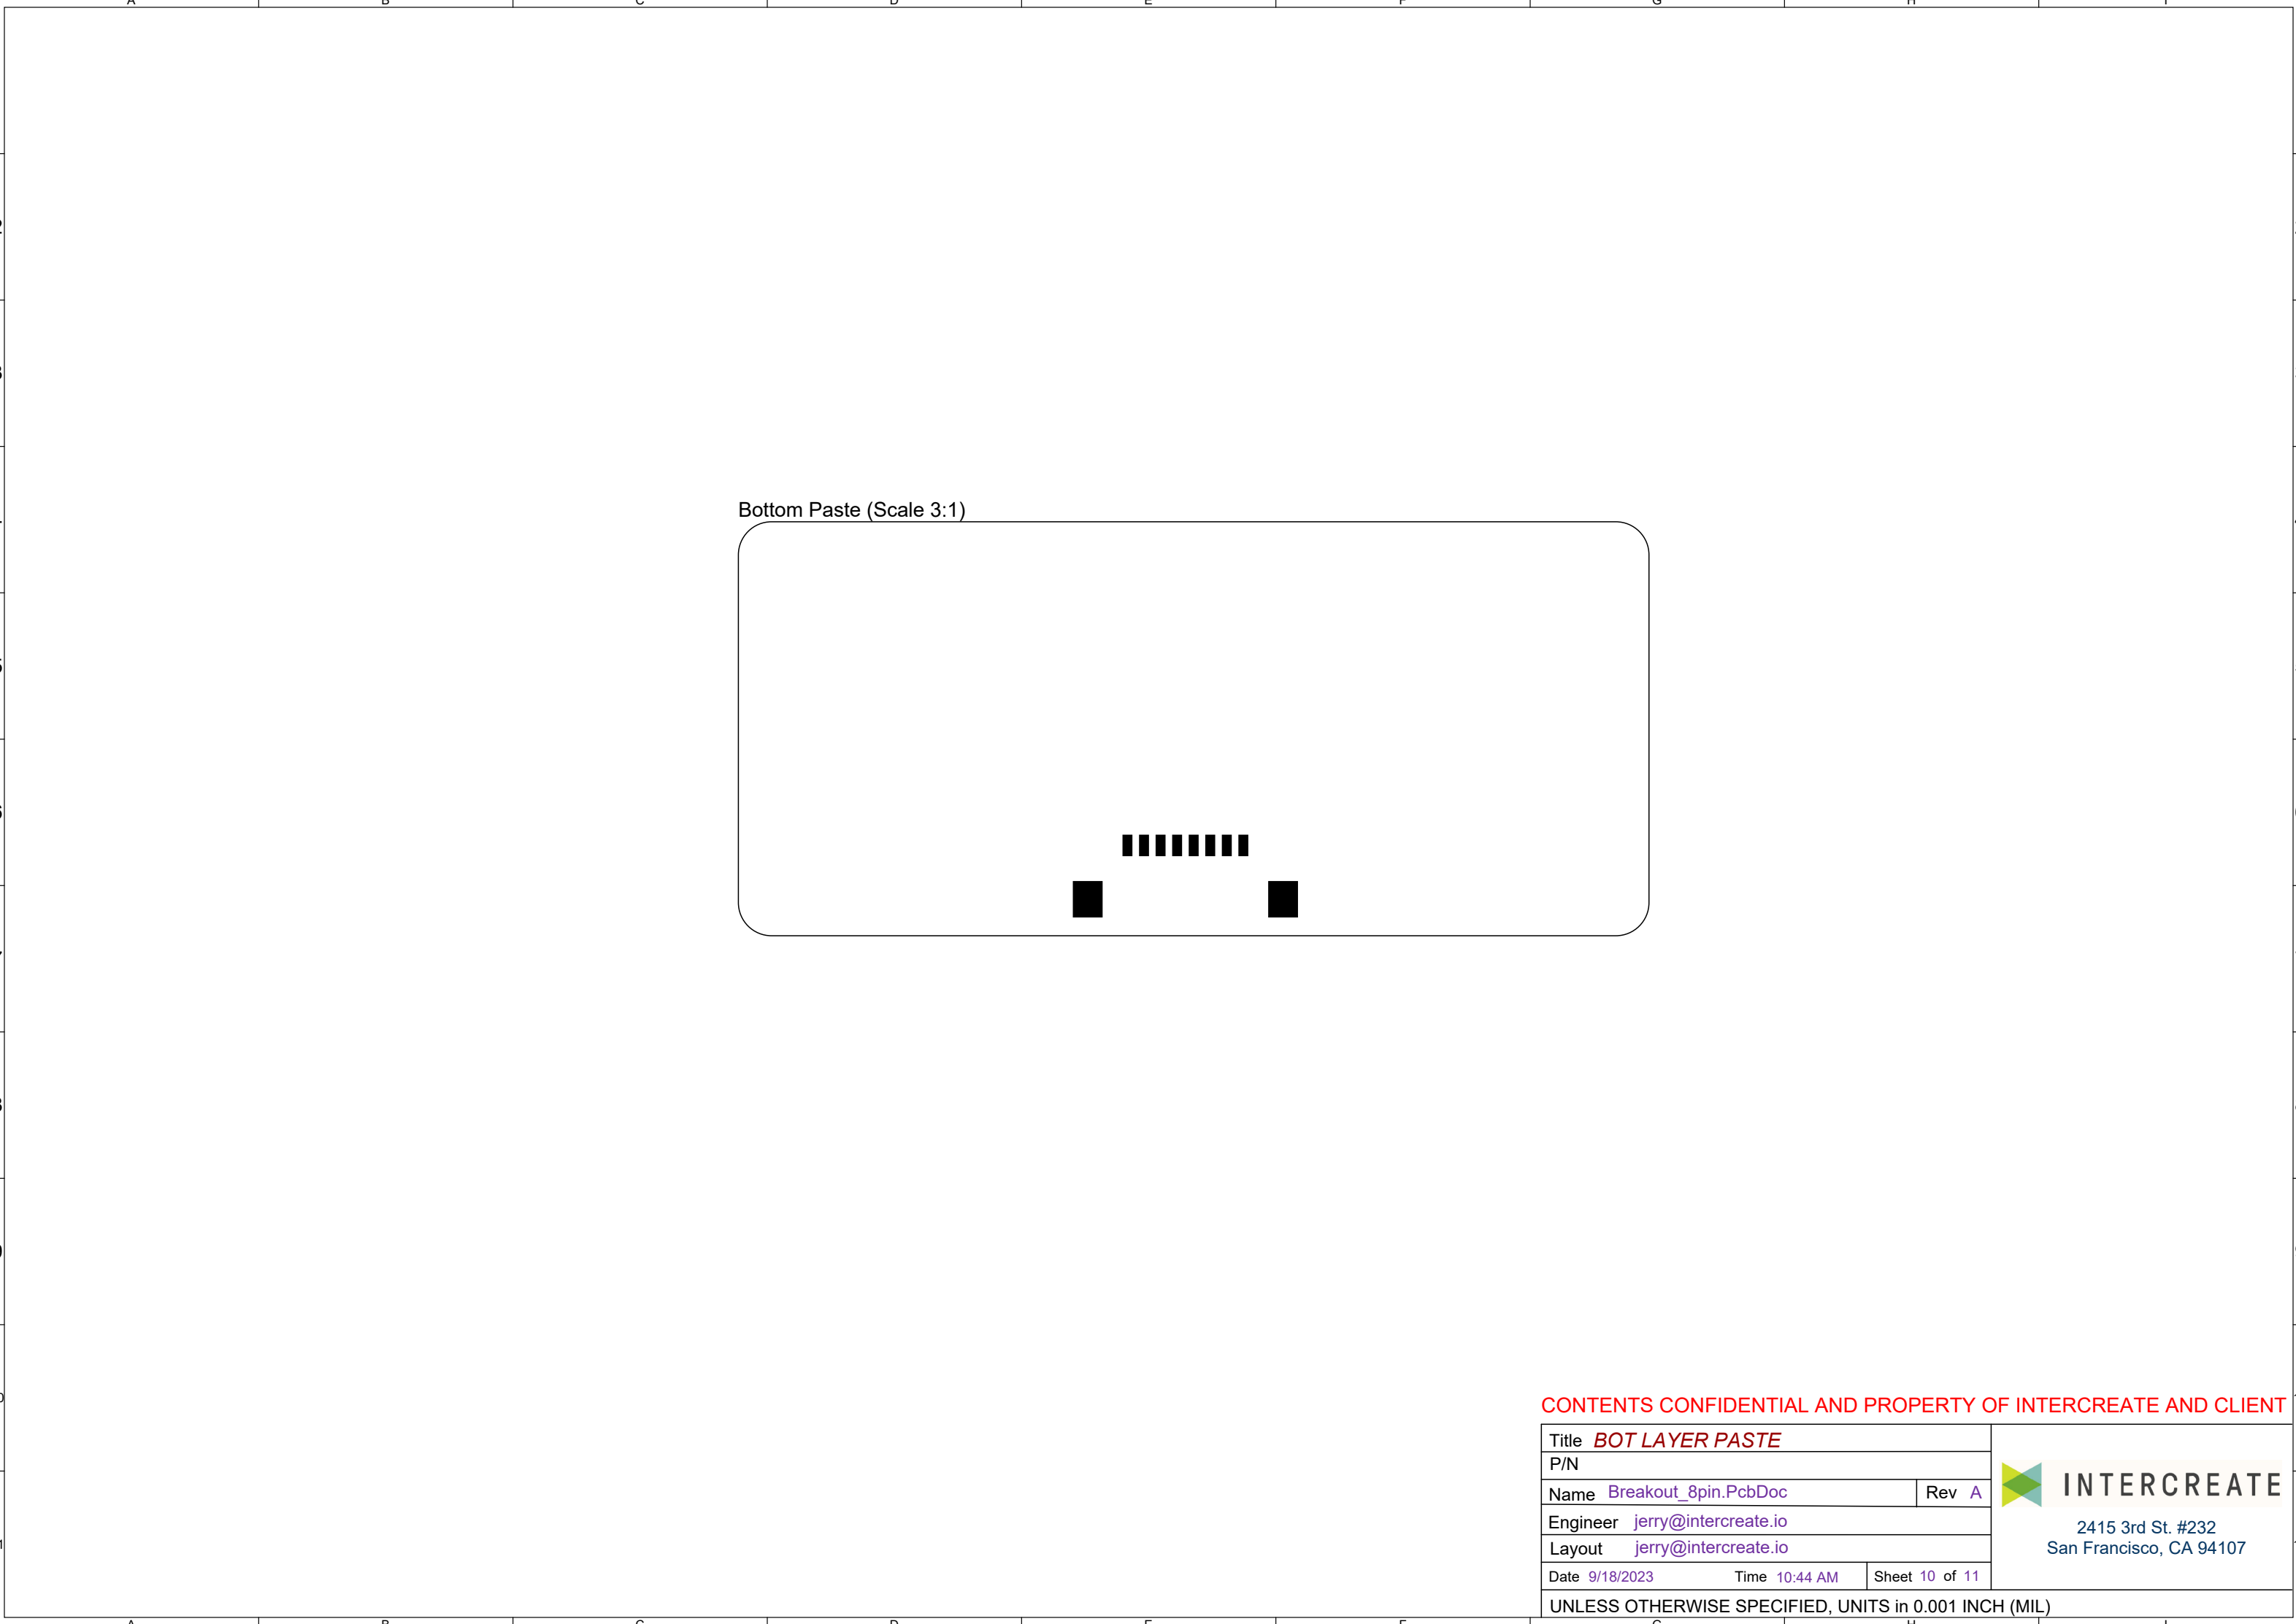 A B C D E F G H I
Bottom Paste (Scale 3:1)
CONTENTS CONFIDENTIAL AND PROPERTY OF INTERCREATE AND CLIENT
Title BOT LAYER PASTE
P/N
Name Breakout_8pin.PcbDoc Rev A
Engineer jerry@intercreate.io
Layout jerry@intercreate.io
Date 9/18/2023 Time 10:44 AM Sheet 10 of 11
UNLESS OTHERWISE SPECIFIED, UNITS in 0.001 INCH (MIL)
INTERCREATE
2415 3rd St. #232
San Francisco, CA 94107